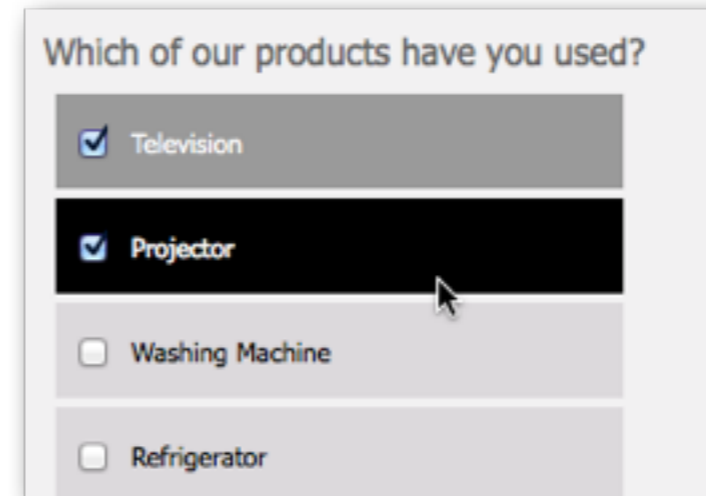 Which of our products have you used?
Television
Projector
Washing Machine
Refrigerator